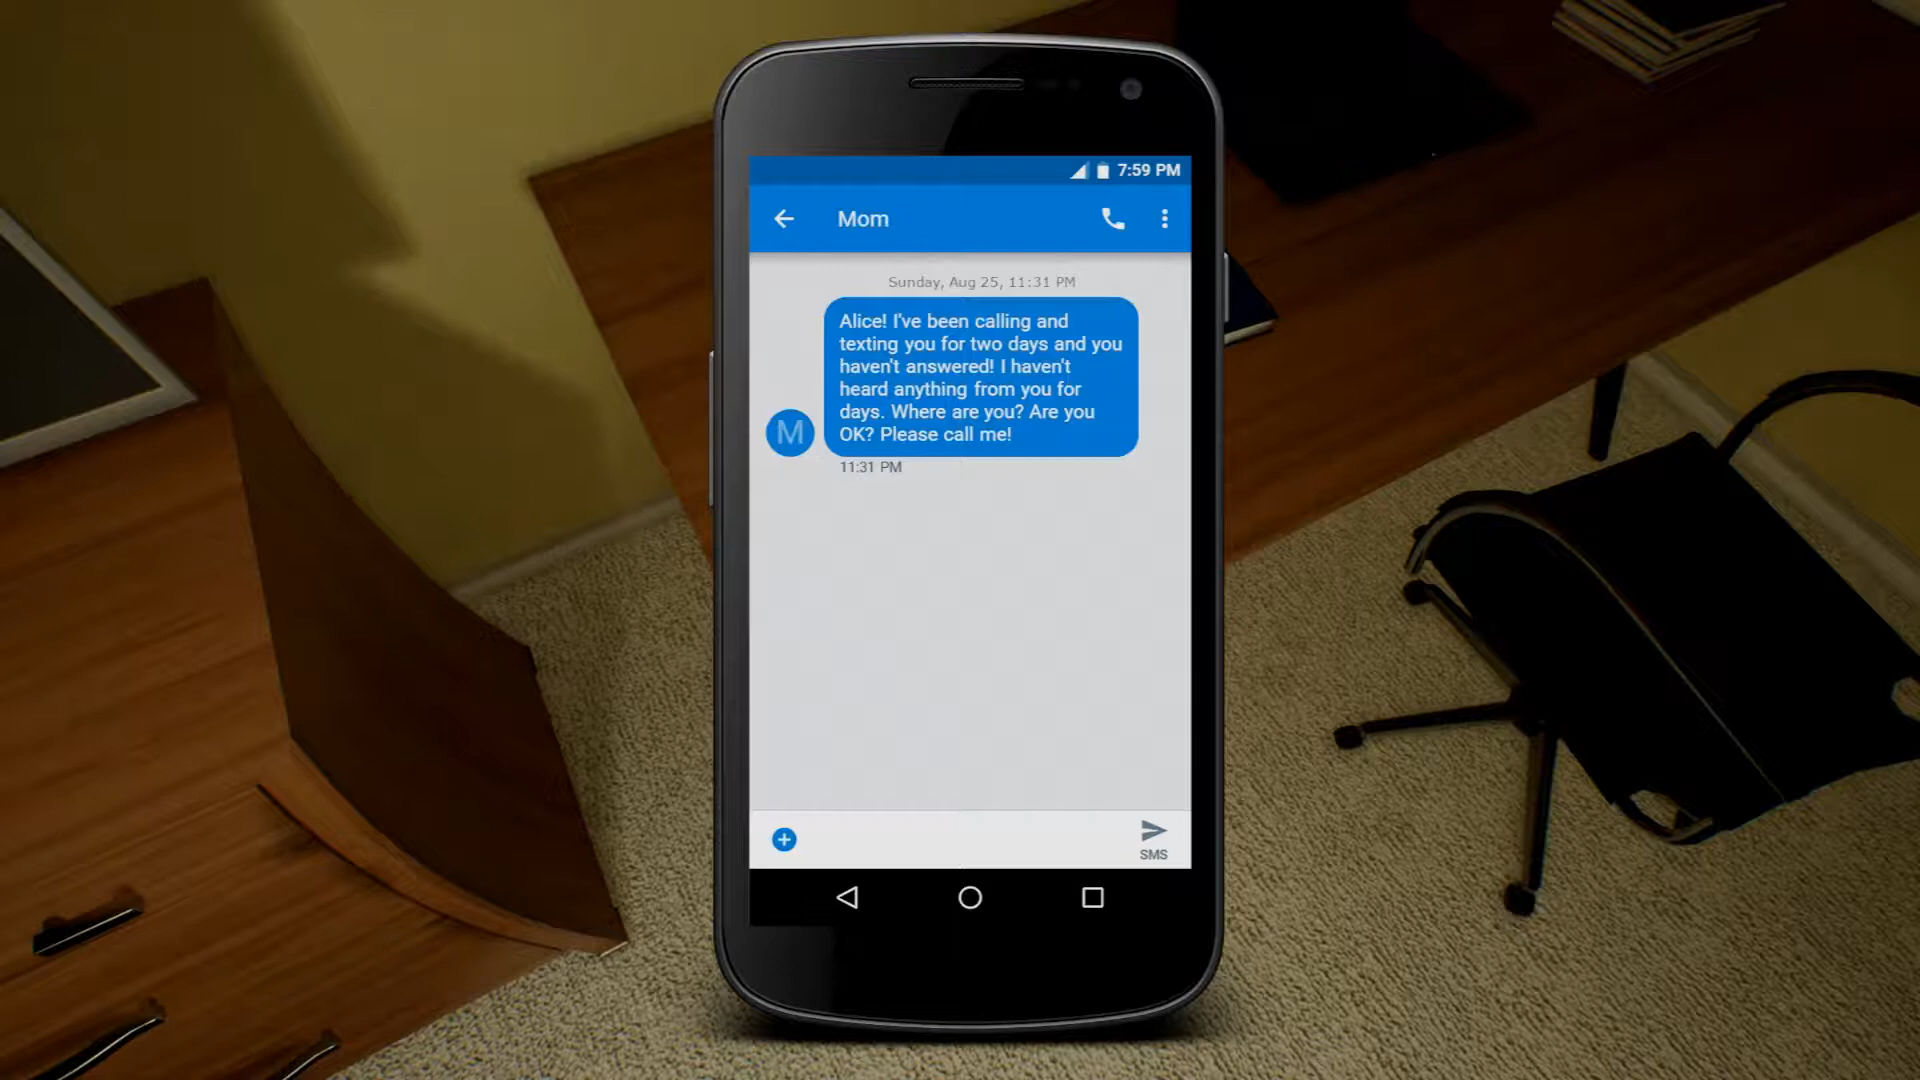 7:59 PM
Mom
Sunday, Aug 25, 11:31 PM
Alice! I've been calling and
texting you for two days and you
haven't answered! I haven't
heard anything from you for
days. Where are you? Are you
OK? Please call me!
M
11:31 PM
SMS